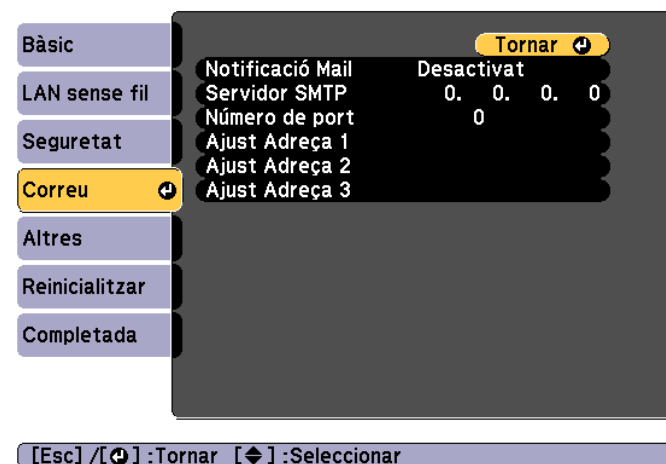 Bàsic
LAN sense fil
Seguretat
Correu
Altres
Reinicialitzar
Completada
Tornar
Notificació Mail Desactivat
Servidor SMTP 0. 0. 0. 0
Número de port 0
Ajust Adreça 1
Ajust Adreça 2
Ajust Adreça 3
[Esc] /[ ] :Tornar [ ] :Seleccionar